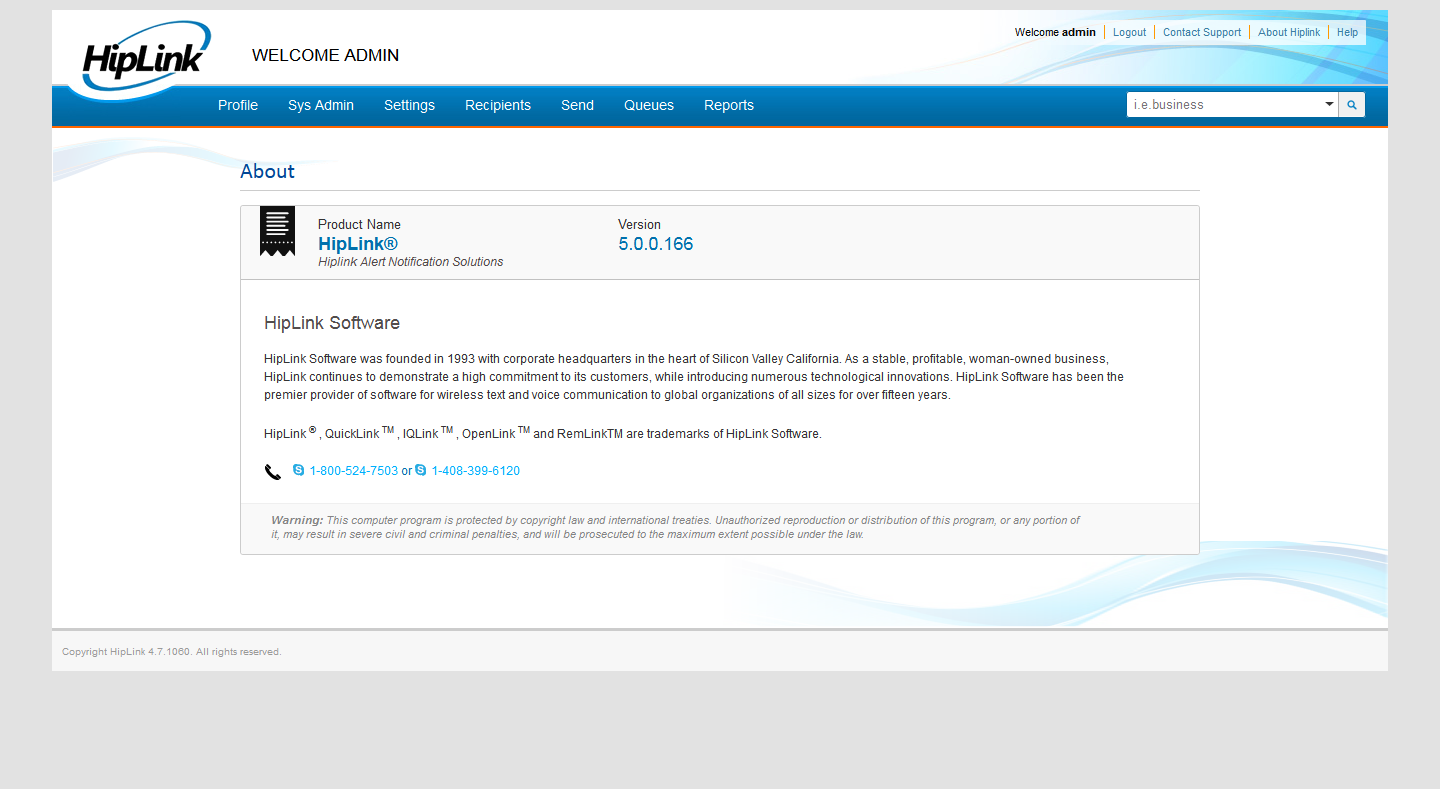 HipLink
WELCOME ADMIN
Welcome admin Logout Contact Support About Hiplink Help
Profile Sys Admin Settings Recipients Send Queues Reports
i.e.business
About
Product Name
HipLink®
Hiplink Alert Notification Solutions
Version
5.0.0.166
HipLink Software
HipLink Software was founded in 1993 with corporate headquarters in the heart of Silicon Valley California. As a stable, profitable, woman-owned business,
HipLink continues to demonstrate a high commitment to its customers, while introducing numerous technological innovations. HipLink Software has been the
premier provider of software for wireless text and voice communication to global organizations of all sizes for over fifteen years.
HipLink ® , QuickLink TM , IQLink TM , OpenLink TM and RemLinkTM are trademarks of HipLink Software.
1-800-524-7503 or 1-408-399-6120
Warning: This computer program is protected by copyright law and international treaties. Unauthorized reproduction or distribution of this program, or any portion of
it, may result in severe civil and criminal penalties, and will be prosecuted to the maximum extent possible under the law.
Copyright HipLink 4.7.1060. All rights reserved.